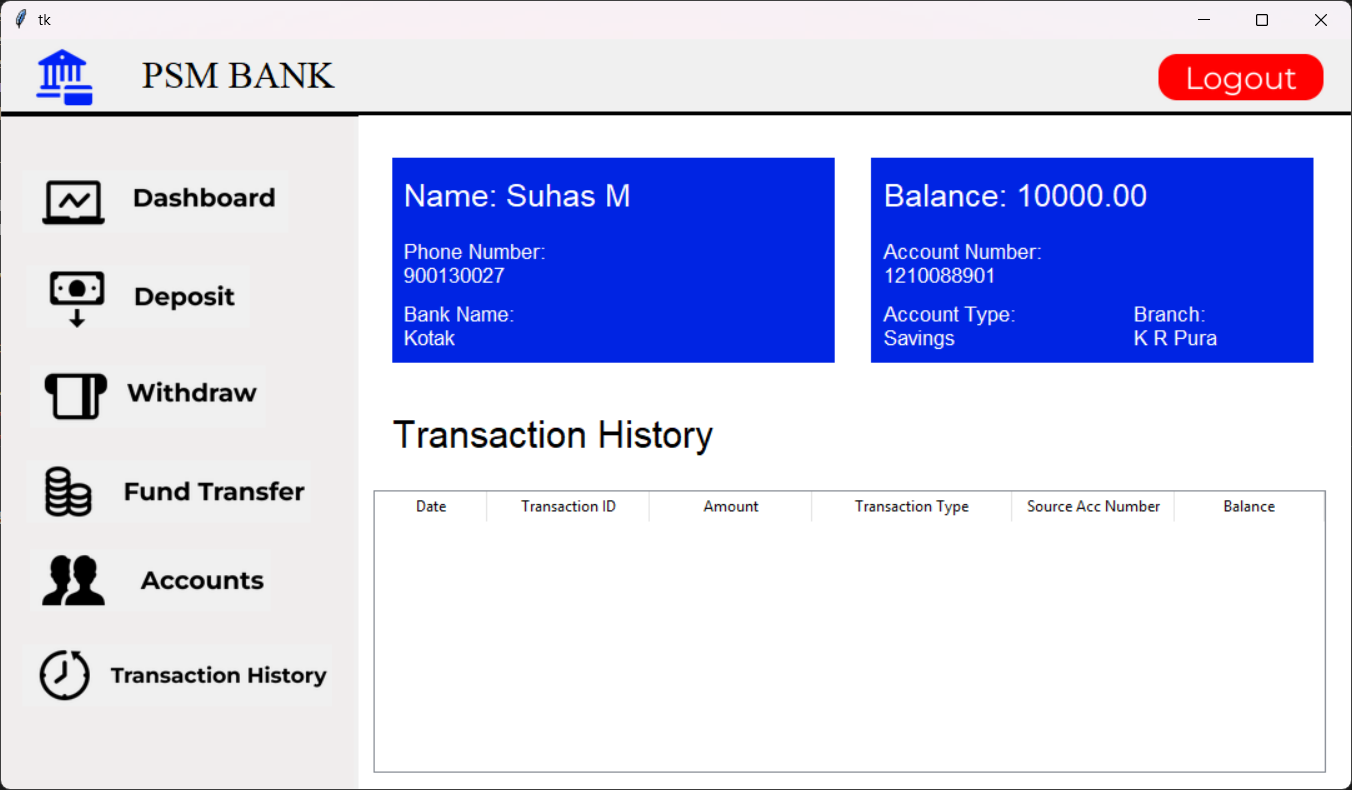 tk
PSM BANK
Logout
Dashboard
Deposit
Withdraw
Fund Transfer
Accounts
Transaction History
Name: Suhas M
Phone Number:
900130027
Bank Name:
Kotak
Balance: 10000.00
Account Number:
1210088901
Account Type:
Savings
Branch:
K R Pura
Transaction History
Date Transaction ID Amount Transaction Type Source Acc Number Balance